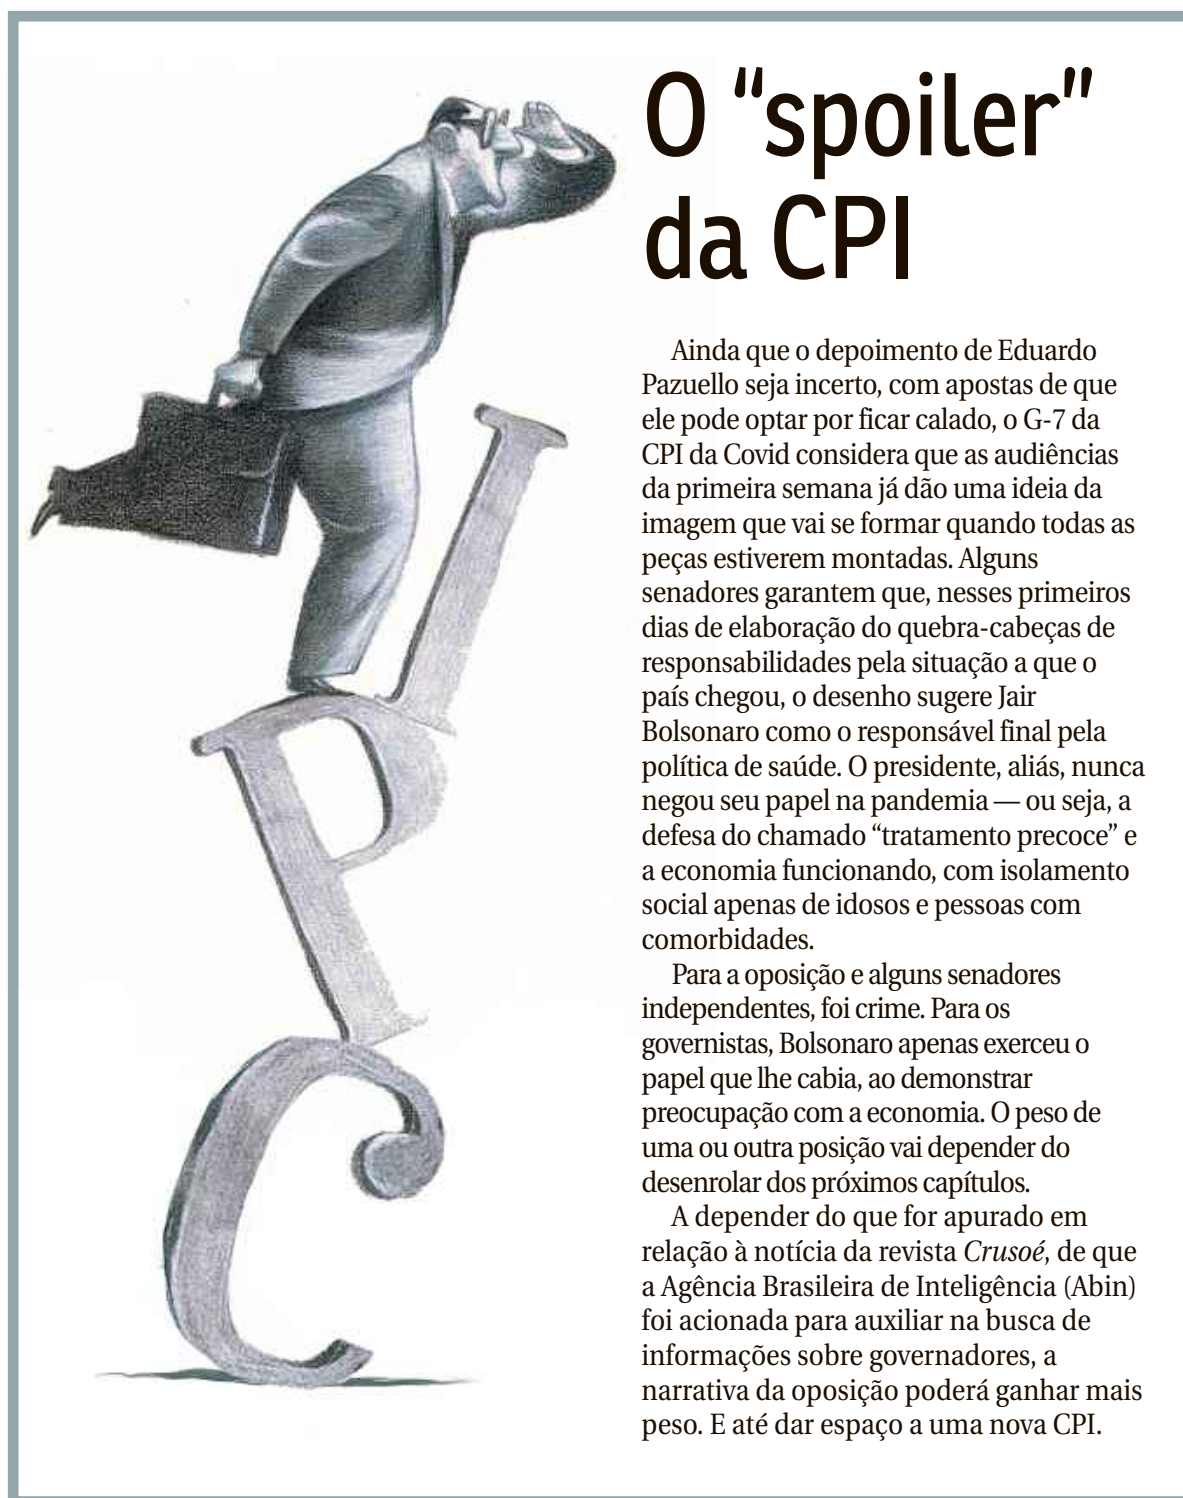 O “spoiler”
da CPI
Ainda que o depoimento de Eduardo
Pazuello seja incerto, com apostas de que
ele pode optar por ficar calado, o G-7 da
CPI da Covid considera que as audiências
da primeira semana já dão uma ideia da
imagem que vai se formar quando todas as
peças estiverem montadas. Alguns
senadores garantem que, nesses primeiros
dias de elaboração do quebra-cabeças de
responsabilidades pela situação a que o
país chegou, o desenho sugere Jair
Bolsonaro como o responsável final pela
política de saúde. O presidente, aliás, nunca
negou seu papel na pandemia — ou seja, a
defesa do chamado “tratamento precoce” e
a economia funcionando, com isolamento
social apenas de idosos e pessoas com
comorbidades.
Para a oposição e alguns senadores
independentes, foi crime. Para os
governistas, Bolsonaro apenas exerceu o
papel que lhe cabia, ao demonstrar
preocupação com a economia. O peso de
uma ou outra posição vai depender do
desenrolar dos próximos capítulos.
A depender do que for apurado em
relação à notícia da revista Crusoé, de que
a Agência Brasileira de Inteligência (Abin)
foi acionada para auxiliar na busca de
informações sobre governadores, a
narrativa da oposição poderá ganhar mais
peso. E até dar espaço a uma nova CPI.
I
P
C